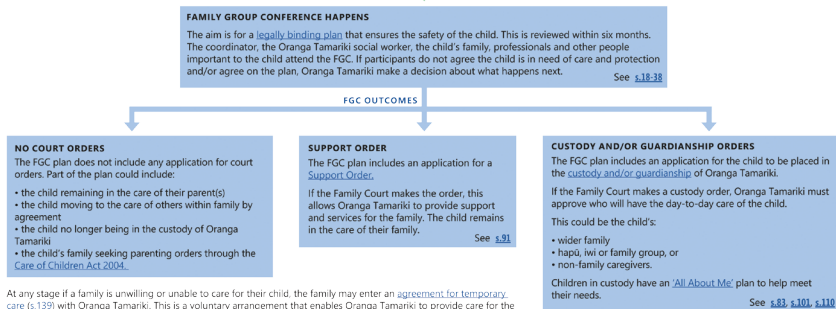 FAMILY GROUP CONFERENCE HAPPENS
The aim is for a legally binding plan that ensures the safety of the child. This is reviewed within six months.
The coordinator, the Oranga Tamariki social worker, the child's family, professionals and other people
important to the child attend the FGC. If participants do not agree the child is in need of care and protection
and/or agree on the plan, Oranga Tamariki make a decision about what happens next.
See s.18-38
FGC OUTCOMES
NO COURT ORDERS
The FGC plan does not include any application for court
orders. Part of the plan could include:
• the child remaining in the care of their parent(s)
• the child moving to the care of others within family by
agreement
• the child no longer being in the custody of Oranga
Tamariki
• the child's family seeking parenting orders through the
Care of Children Act 2004.
SUPPORT ORDER
The FGC plan includes an application for a
Support Order.
If the Family Court makes the order, this
allows Oranga Tamariki to provide support
and services for the family. The child remains
in the care of their family.
See s.91
CUSTODY AND/OR GUARDIANSHIP ORDERS
The FGC plan includes an application for the child to be placed in
the custody and/or guardianship of Oranga Tamariki.
If the Family Court makes a custody order, Oranga Tamariki must
approve who will have the day-to-day care of the child.
This could be the child's:
• wider family
• hapū, iwi or family group, or
• non-family caregivers.
Children in custody have an 'All About Me' plan to help meet
their needs.
See s.83, s.101, s.110
At any stage if a family is unwilling or unable to care for their child, the family may enter an agreement for temporary
care (s.139) with Oranga Tamariki. This is a voluntary arrangement that enables Oranga Tamariki to provide care for the